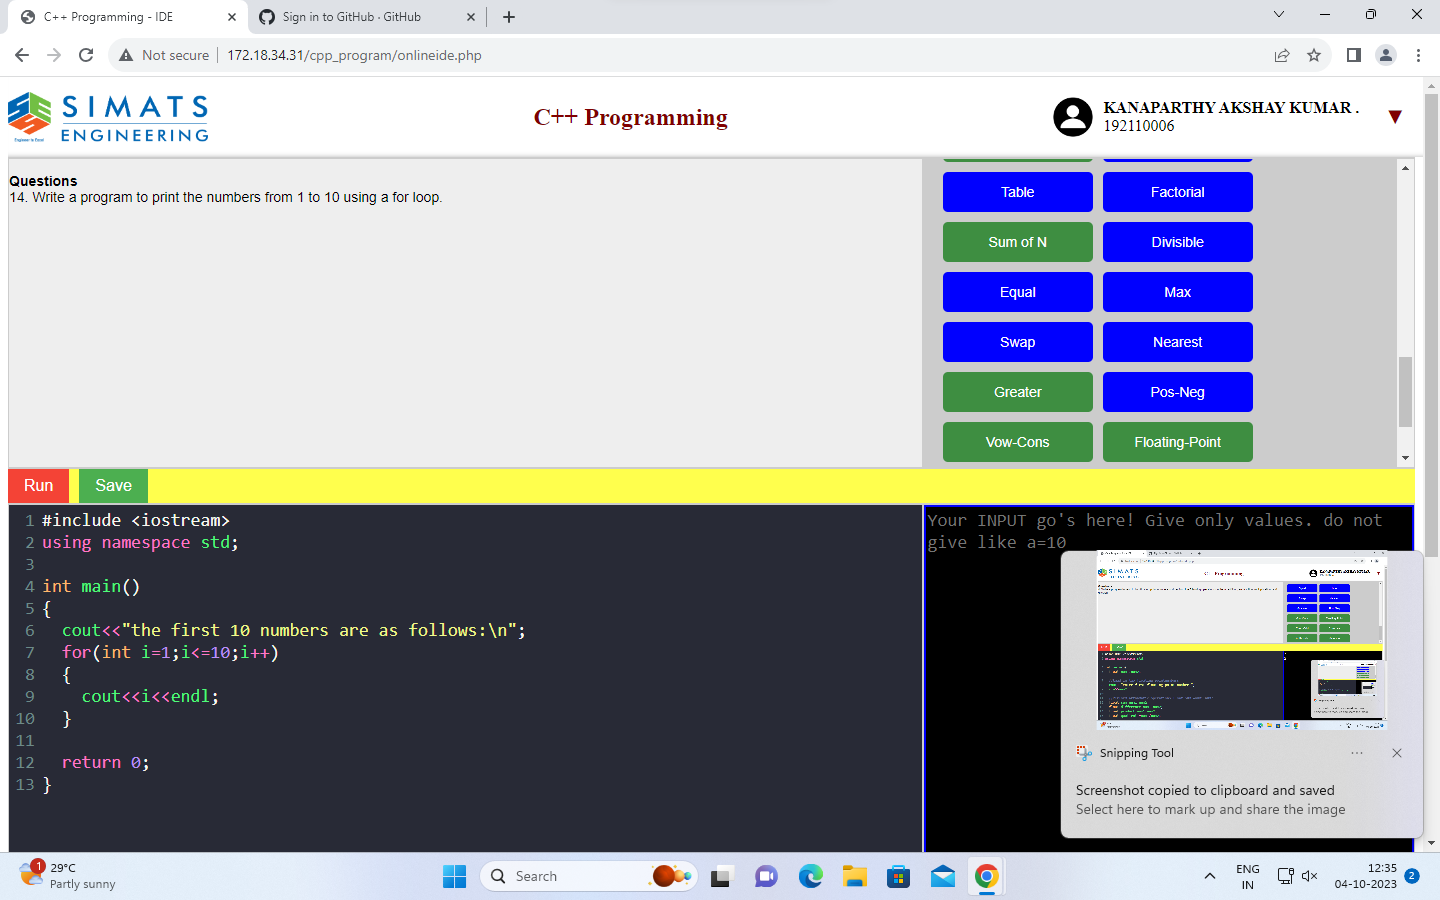 C++ Programming - IDE
Sign in to GitHub · GitHub
Not secure
172.18.34.31/cpp_program/onlineide.php
SIMATS
ENGINEERING
Engineer to Excel
C++ Programming
KANAPARTHY AKSHAY KUMAR .
192110006
Questions
14. Write a program to print the numbers from 1 to 10 using a for loop.
Table
Factorial
Sum of N
Divisible
Equal
Max
Swap
Nearest
Greater
Pos-Neg
Vow-Cons
Floating-Point
Run
Save
1 #include <iostream>
2 using namespace std;
3
4 int main()
5 {
6 cout<<"the first 10 numbers are as follows:\n";
7 for(int i=1;i<=10;i++)
8 {
9 cout<<i<<endl;
10 }
11
12 return 0;
13 }
Your INPUT go's here! Give only values. do not
give like a=10
Snipping Tool
Screenshot copied to clipboard and saved
Select here to mark up and share the image
1
29°C
Partly sunny
Search
ENG
IN
12:35
04-10-2023
2